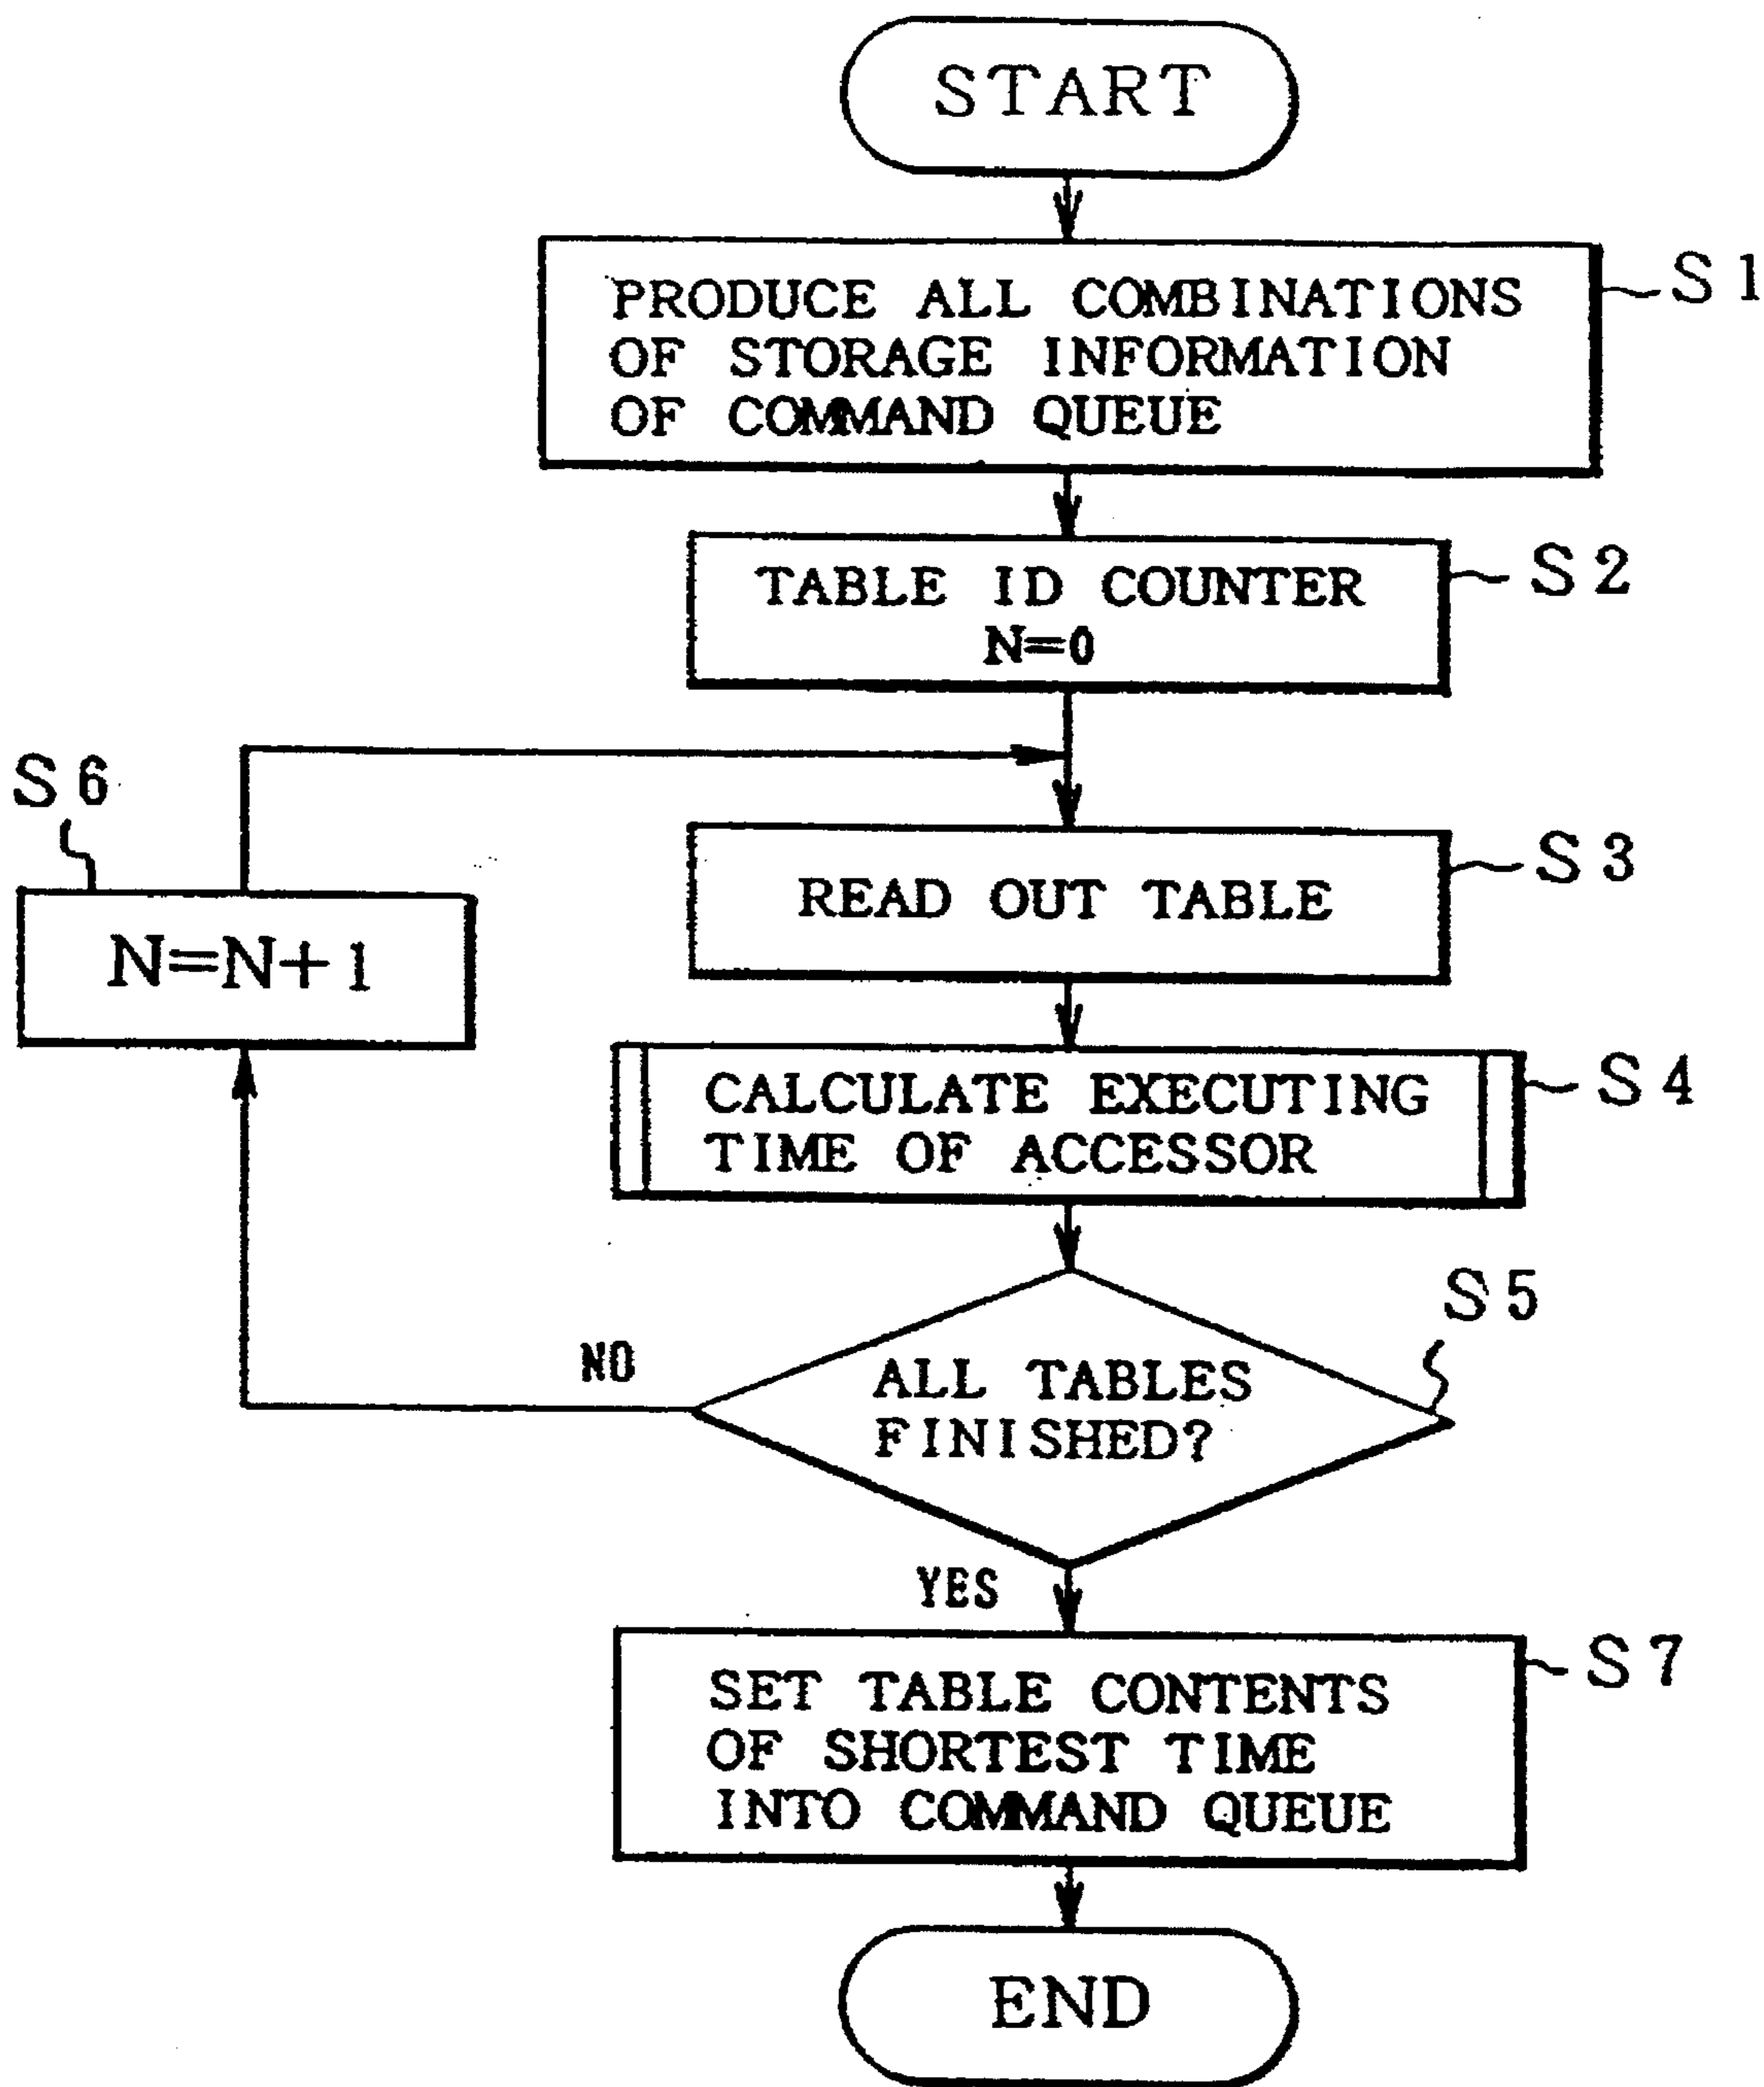 START
PRODUCE ALL COMBINATIONS
OF STORAGE INFORMATION
OF COMMAND QUEUE
S1
TABLE ID COUNTER
N=0
S2
S6
N=N+1
READ OUT TABLE
S3
CALCULATE EXECUTING
TIME OF ACCESSOR
S4
S5
NO
ALL TABLES
FINISHED?
YES
SET TABLE CONTENTS
OF SHORTEST TIME
INTO COMMAND QUEUE
S7
END